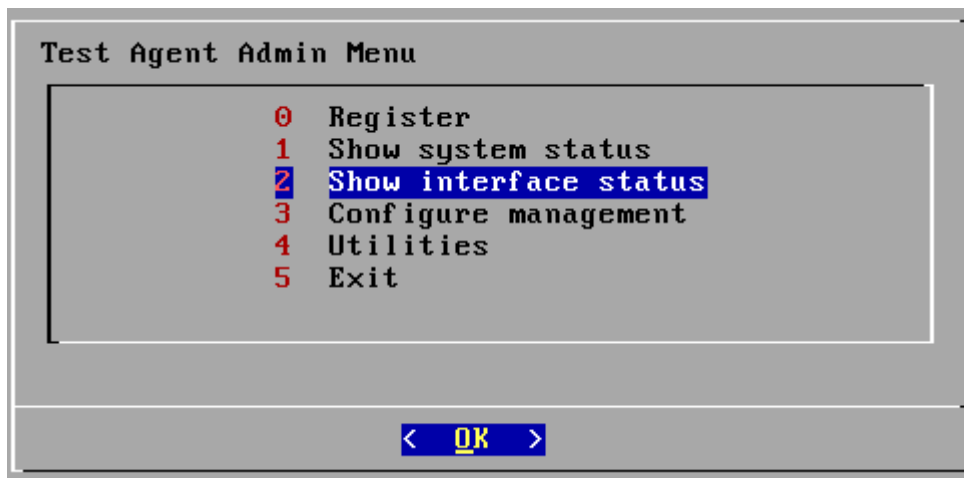 Test Agent Admin Menu
0 Register
1 Show system status
2 Show interface status
3 Configure management
4 Utilities
5 Exit
< OK >